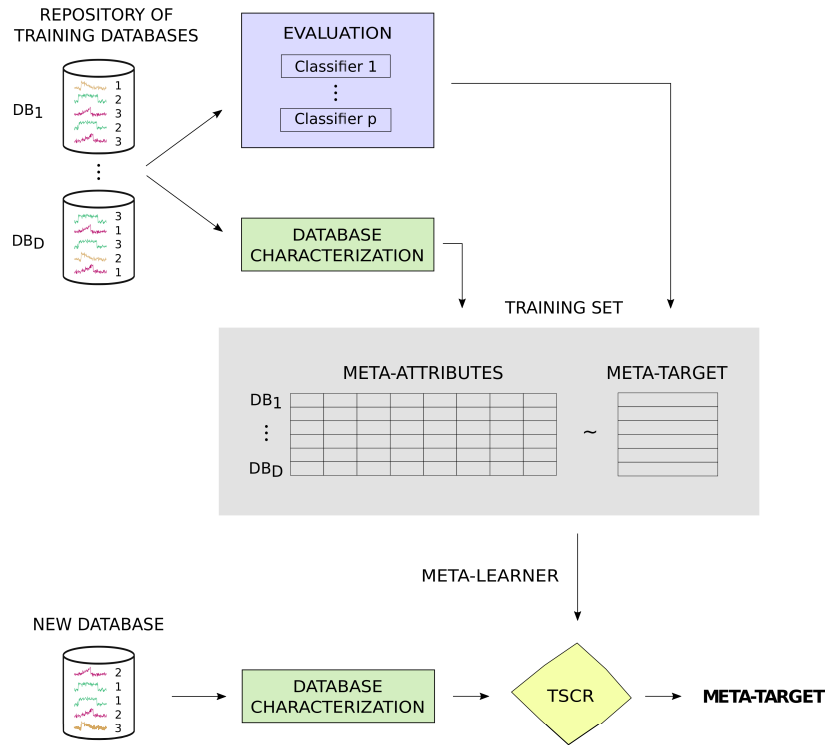 REPOSITORY OF
TRAINING DATABASES
DB1
1
2
3
2
3
⋮
DBD
3
1
3
2
1
EVALUATION
Classifier 1
⋮
Classifier p
DATABASE
CHARACTERIZATION
TRAINING SET
META-ATTRIBUTES
META-TARGET
DB1
⋮
DBD
~
META-LEARNER
NEW DATABASE
2
1
1
2
3
DATABASE
CHARACTERIZATION
TSCR
META-TARGET